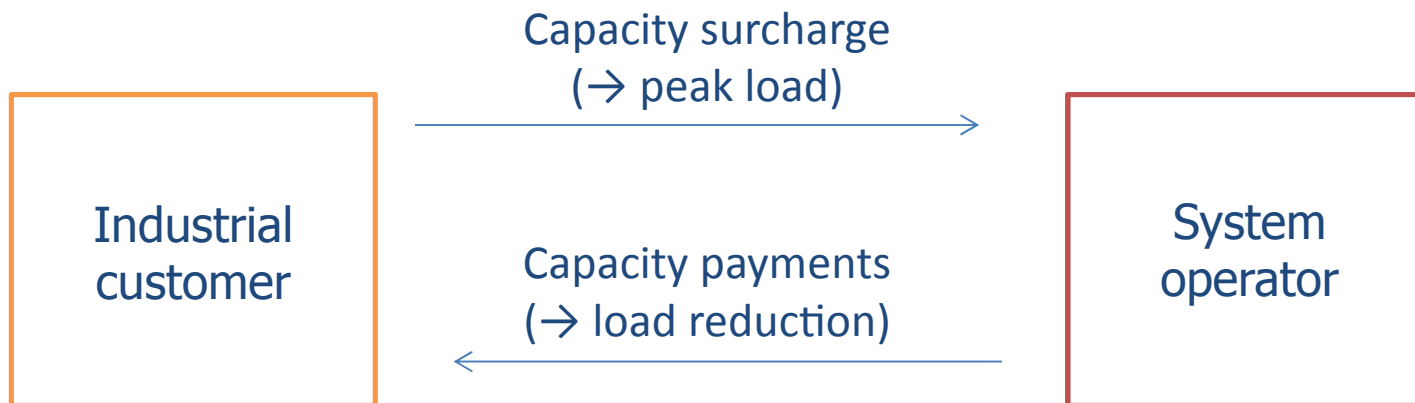 Capacity surcharge
(→ peak load)
Industrial
customer
System
operator
Capacity payments
(→ load reduction)